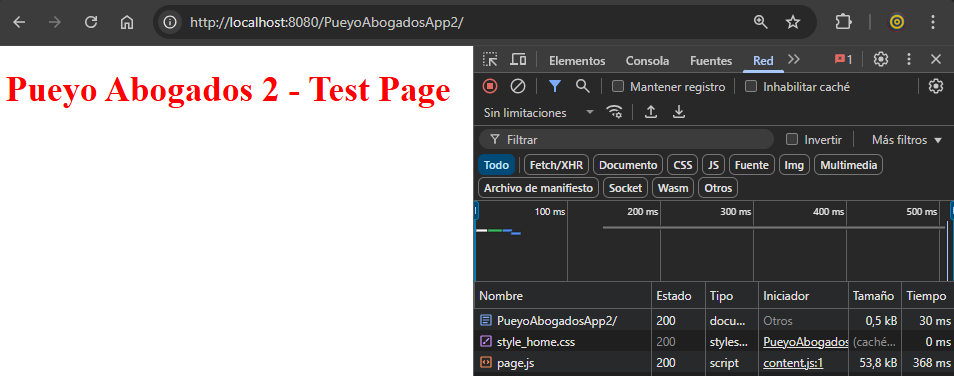 http://localhost:8080/PueyoAbogadosApp2/
Pueyo Abogados 2 - Test Page
Elementos Consola Fuentes Red 1
Mantener registro Inhabilitar caché
Sin limitaciones
Filtrar Invertir Más filtros
Todo Fetch/XHR Documento CSS JS Fuente Img Multimedia
Archivo de manifiesto Socket Wasm Otros
100 ms 200 ms 300 ms 400 ms 500 ms
Nombre Estado Tipo Iniciador Tamaño Tiempo
PueyoAbogadosApp2/ 200 docu... Otros 0,5 kB 30 ms
style_home.css 200 styles... PueyoAbogados (caché... 0 ms
page.js 200 script content.js:1 53,8 kB 368 ms